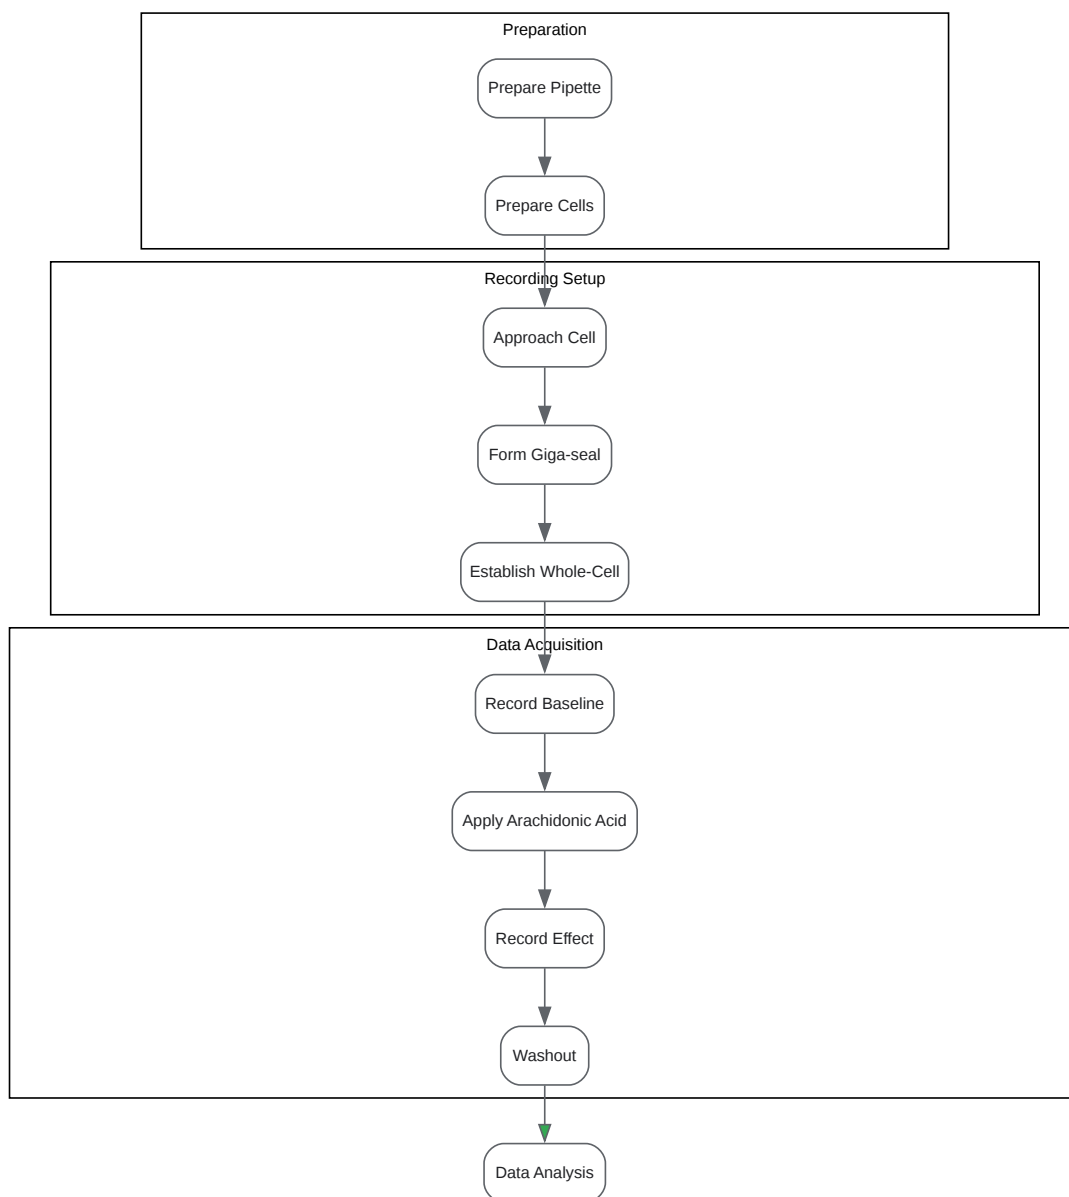 Preparation
Prepare Pipette
Prepare Cells
Recording Setup
Approach Cell
Form Giga-seal
Establish Whole-Cell
Data Acquisition
Record Baseline
Apply Arachidonic Acid
Record Effect
Washout
Data Analysis